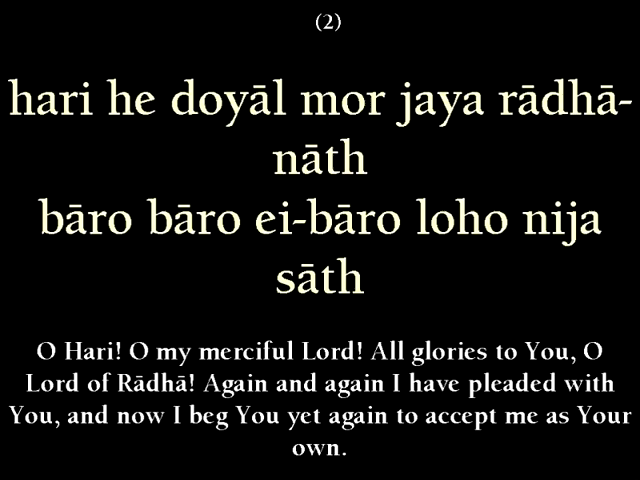 (2)
hari he doyāl mor jaya rādhā-
nāth
bāro bāro ei-bāro loho nija
sāth
O Hari! O my merciful Lord! All glories to You, O
Lord of Rādhā! Again and again I have pleaded with
You, and now I beg You yet again to accept me as Your
own.